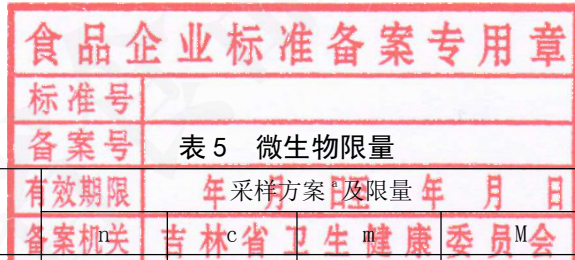 食品企业标准备案专用章
标准号
备案号
表5 微生物限量
有效期限 年 月 日至 年 月 日
采样方案a及限量
备案机关 吉林省卫生健康委员会
n c m M